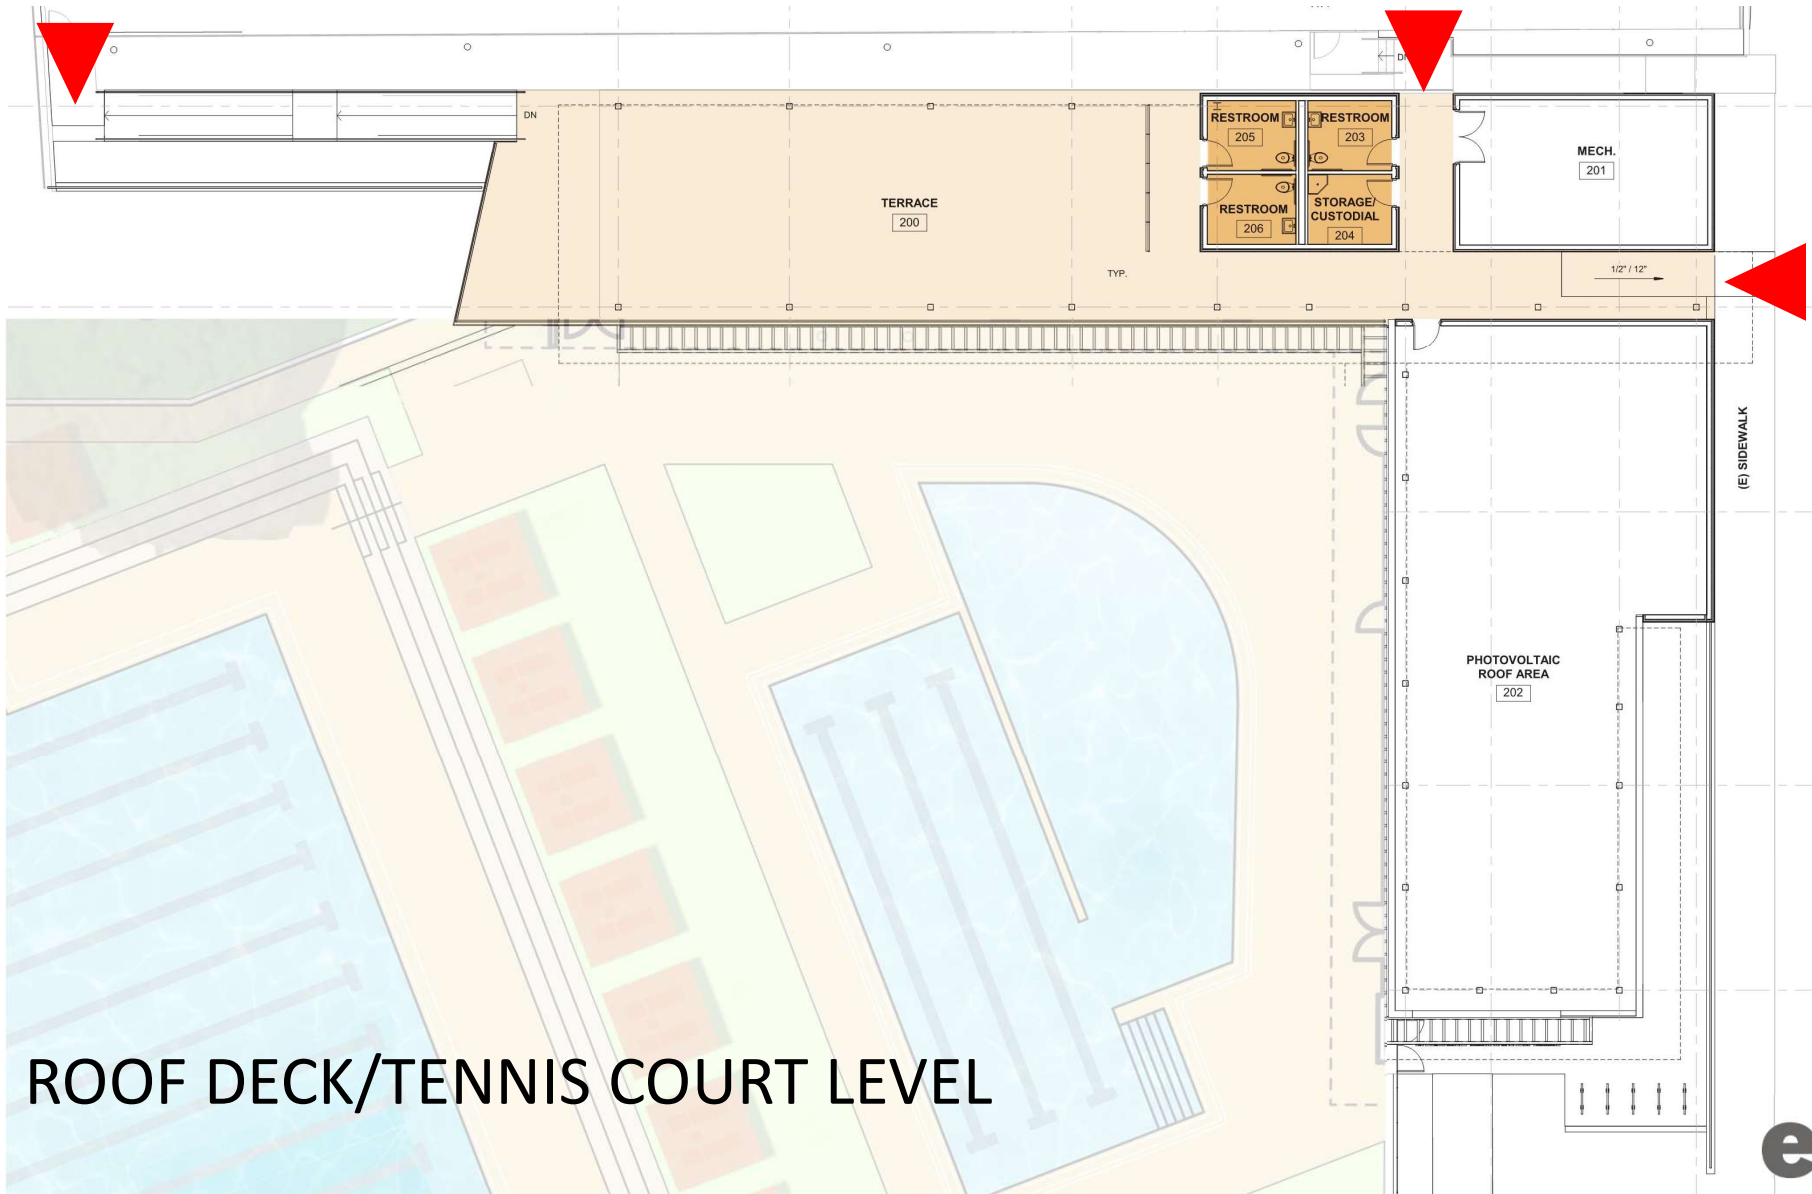 DN
DN
RESTROOM
205
RESTROOM
203
MECH.
201
TERRACE
200
RESTROOM
206
STORAGE/
CUSTODIAL
204
TYP.
1/2" / 12"
(E) SIDEWALK
PHOTOVOLTAIC
ROOF AREA
202
ROOF DECK/TENNIS COURT LEVEL
e